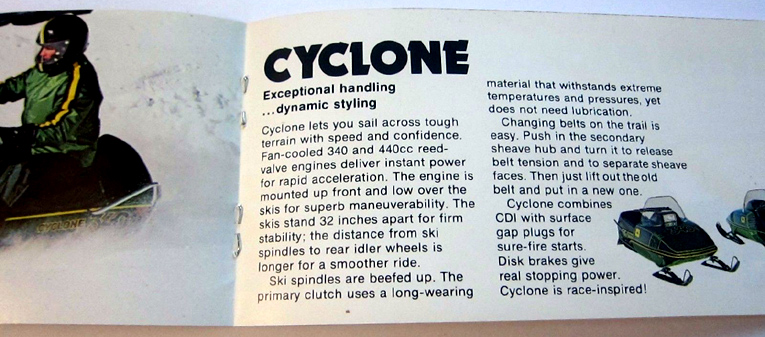 CYCLONE
CYCLONE
Exceptional handling
...dynamic styling
Cyclone lets you sail across tough
terrain with speed and confidence.
Fan-cooled 340 and 440cc reed-
valve engines deliver instant power
for rapid acceleration. The engine is
mounted up front and low over the
skis for superb maneuverability. The
skis stand 32 inches apart for firm
stability; the distance from ski
spindles to rear idler wheels is
longer for a smoother ride.
Ski spindles are beefed up. The
primary clutch uses a long-wearing
material that withstands extreme
temperatures and pressures, yet
does not need lubrication.
Changing belts on the trail is
easy. Push in the secondary
sheave hub and turn it to release
belt tension and to separate sheave
faces. Then just lift out the old
belt and put in a new one.
Cyclone combines
CDI with surface
gap plugs for
sure-fire starts.
Disk brakes give
real stopping power.
Cyclone is race-inspired!